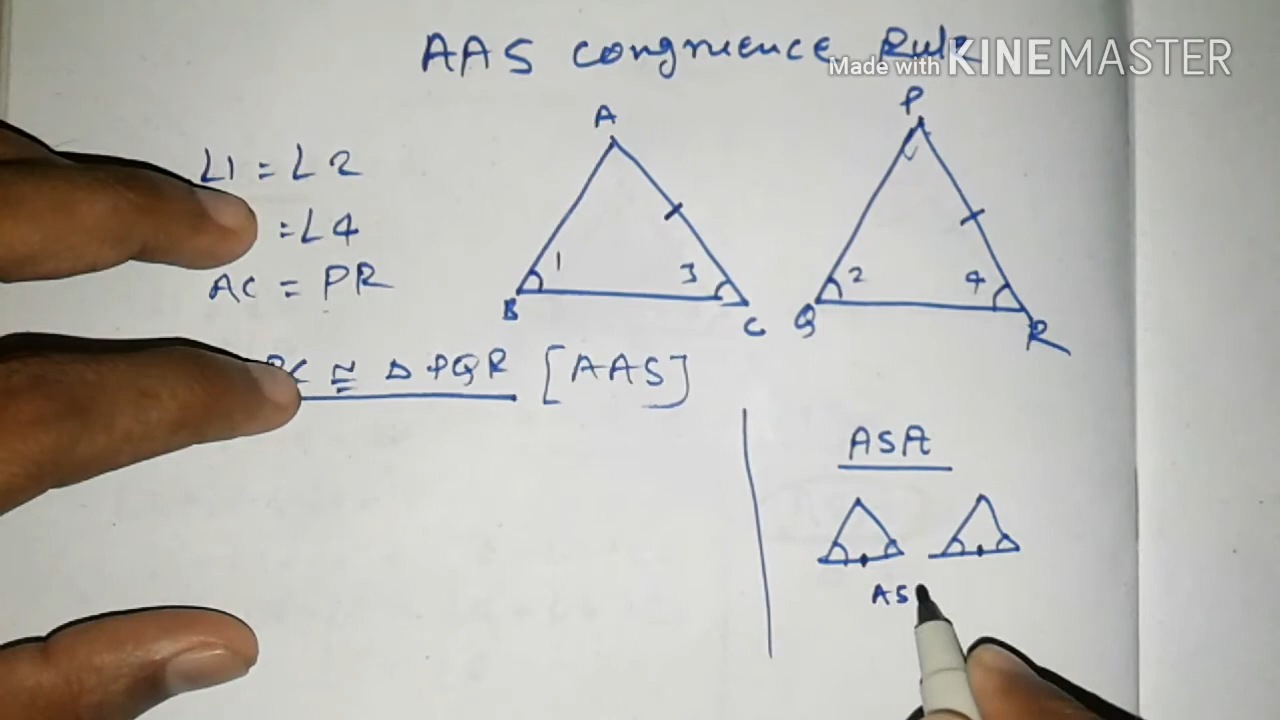 AAS Congruence Rule
Made with KINEMASTER
A
P
∠1 = ∠2
= ∠4
AC = PR
1
3
2
4
B
C
Q
R
C ≅ Δ PQR [AAS]
ASA
AS